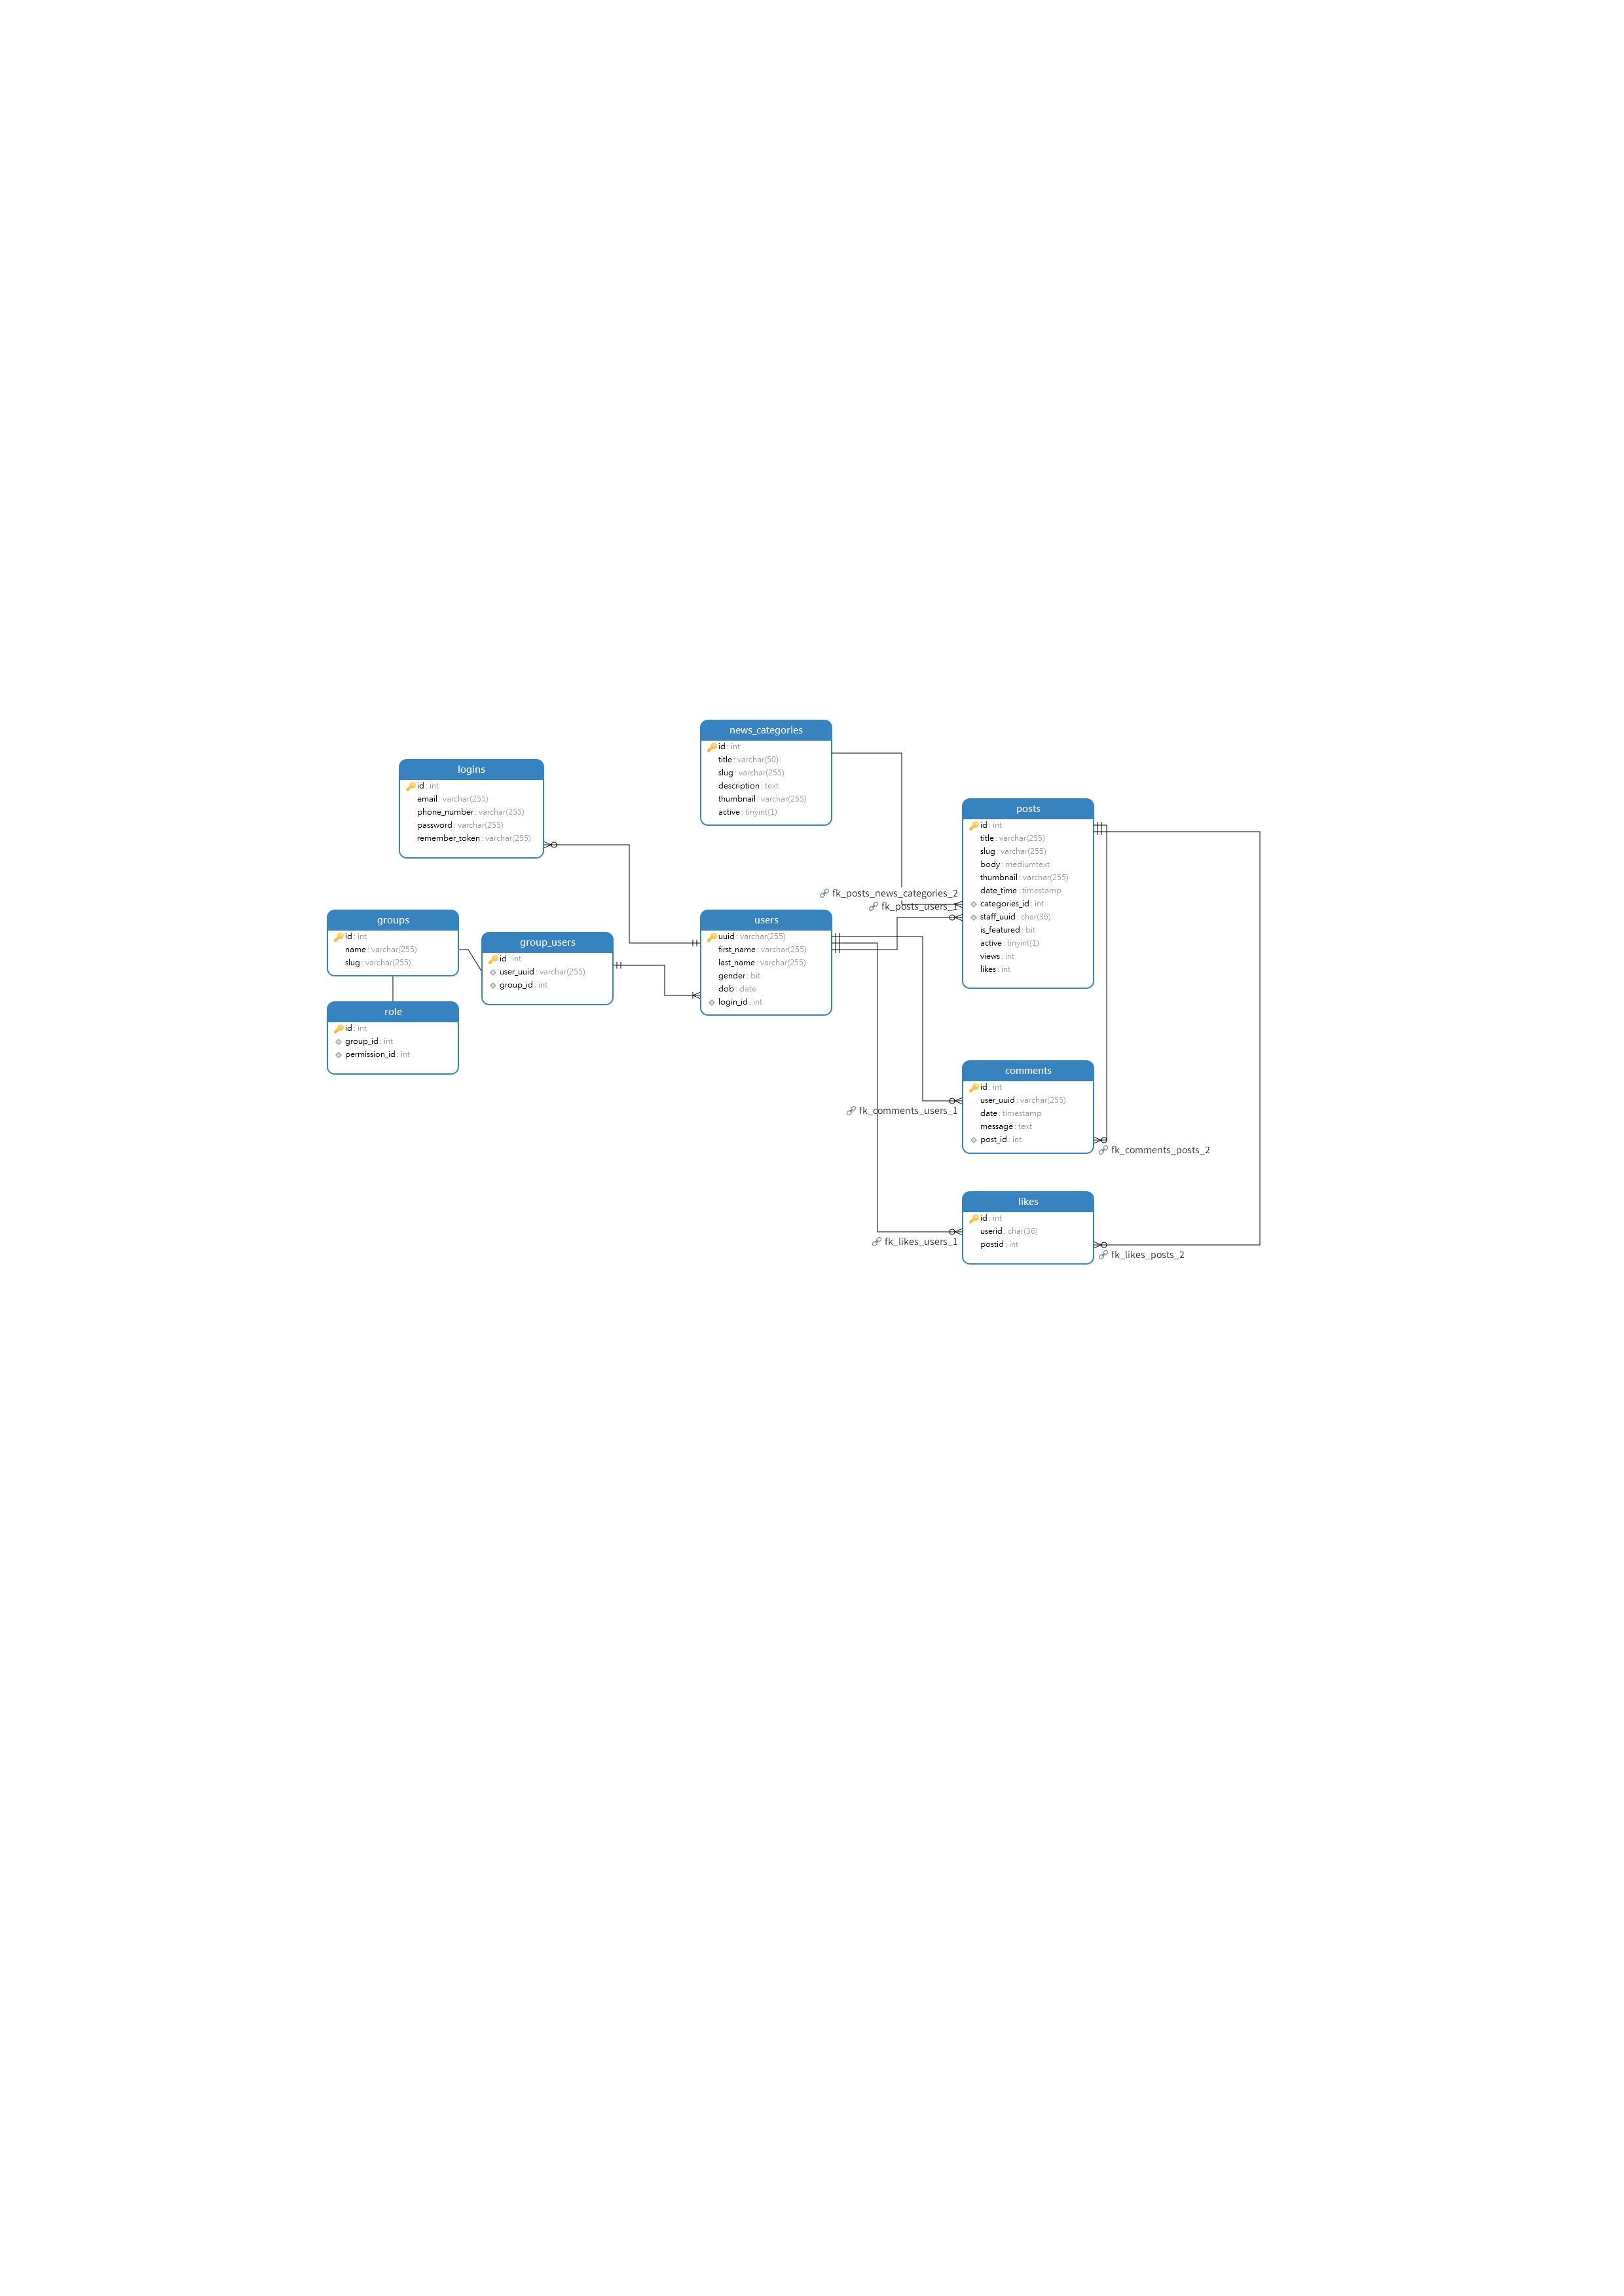 news_categories
id : int
title : varchar(50)
slug : varchar(255)
description : text
thumbnail : varchar(255)
active : tinyint(1)
logins
id : int
email : varchar(255)
phone_number : varchar(255)
password : varchar(255)
remember_token : varchar(255)
posts
id : int
title : varchar(255)
slug : varchar(255)
body : mediumtext
thumbnail : varchar(255)
date_time : timestamp
categories_id : int
staff_uuid : char(36)
is_featured : bit
active : tinyint(1)
views : int
likes : int
fk_posts_news_categories_2
fk_posts_users_1
groups
id : int
name : varchar(255)
slug : varchar(255)
group_users
id : int
user_uuid : varchar(255)
group_id : int
users
uuid : varchar(255)
first_name : varchar(255)
last_name : varchar(255)
gender : bit
dob : date
login_id : int
role
id : int
group_id : int
permission_id : int
comments
id : int
user_uuid : varchar(255)
date : timestamp
message : text
post_id : int
fk_comments_users_1
fk_comments_posts_2
likes
id : int
userid : char(36)
postid : int
fk_likes_users_1
fk_likes_posts_2